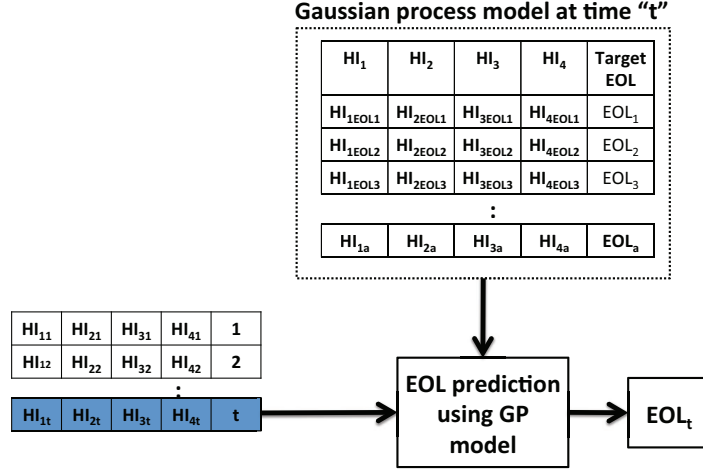 Gaussian process model at time “t”
HI₁ HI₂ HI₃ HI₄ Target EOL
HI₁EOL1 HI₂EOL1 HI₃EOL1 HI₄EOL1 EOL₁
HI₁EOL2 HI₂EOL2 HI₃EOL2 HI₄EOL2 EOL₂
HI₁EOL3 HI₂EOL3 HI₃EOL3 HI₄EOL3 EOL₃
:
HI₁ₐ HI₂ₐ HI₃ₐ HI₄ₐ EOLₐ
HI₁₁ HI₂₁ HI₃₁ HI₄₁ 1
HI₁₂ HI₂₂ HI₃₂ HI₄₂ 2
:
HI₁ₜ HI₂ₜ HI₃ₜ HI₄ₜ t
EOL prediction
using GP
model
EOLₜ